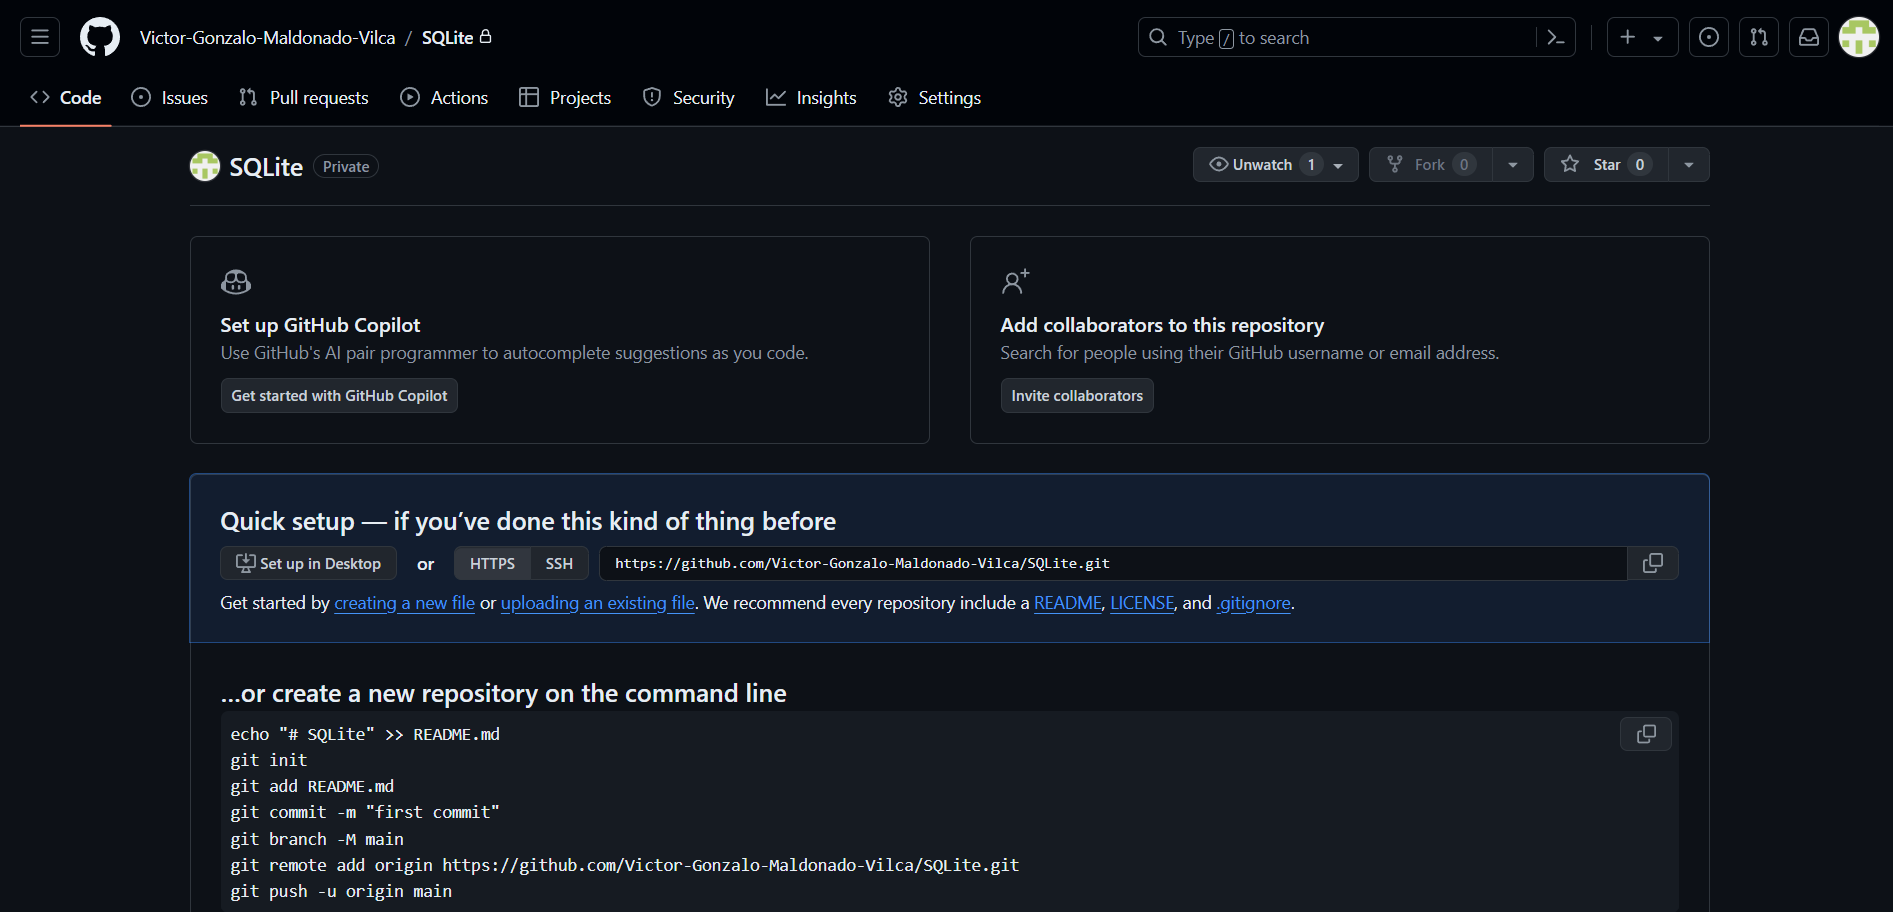 Victor-Gonzalo-Maldonado-Vilca / SQLite
Type / to search
Code Issues Pull requests Actions Projects Security Insights Settings
SQLite Private
Unwatch 1 Fork 0 Star 0
Set up GitHub Copilot
Use GitHub's AI pair programmer to autocomplete suggestions as you code.
Get started with GitHub Copilot
Add collaborators to this repository
Search for people using their GitHub username or email address.
Invite collaborators
Quick setup — if you’ve done this kind of thing before
Set up in Desktop or HTTPS SSH https://github.com/Victor-Gonzalo-Maldonado-Vilca/SQLite.git
Get started by creating a new file or uploading an existing file. We recommend every repository include a README, LICENSE, and .gitignore.
…or create a new repository on the command line
echo "# SQLite" >> README.md
git init
git add README.md
git commit -m "first commit"
git branch -M main
git remote add origin https://github.com/Victor-Gonzalo-Maldonado-Vilca/SQLite.git
git push -u origin main